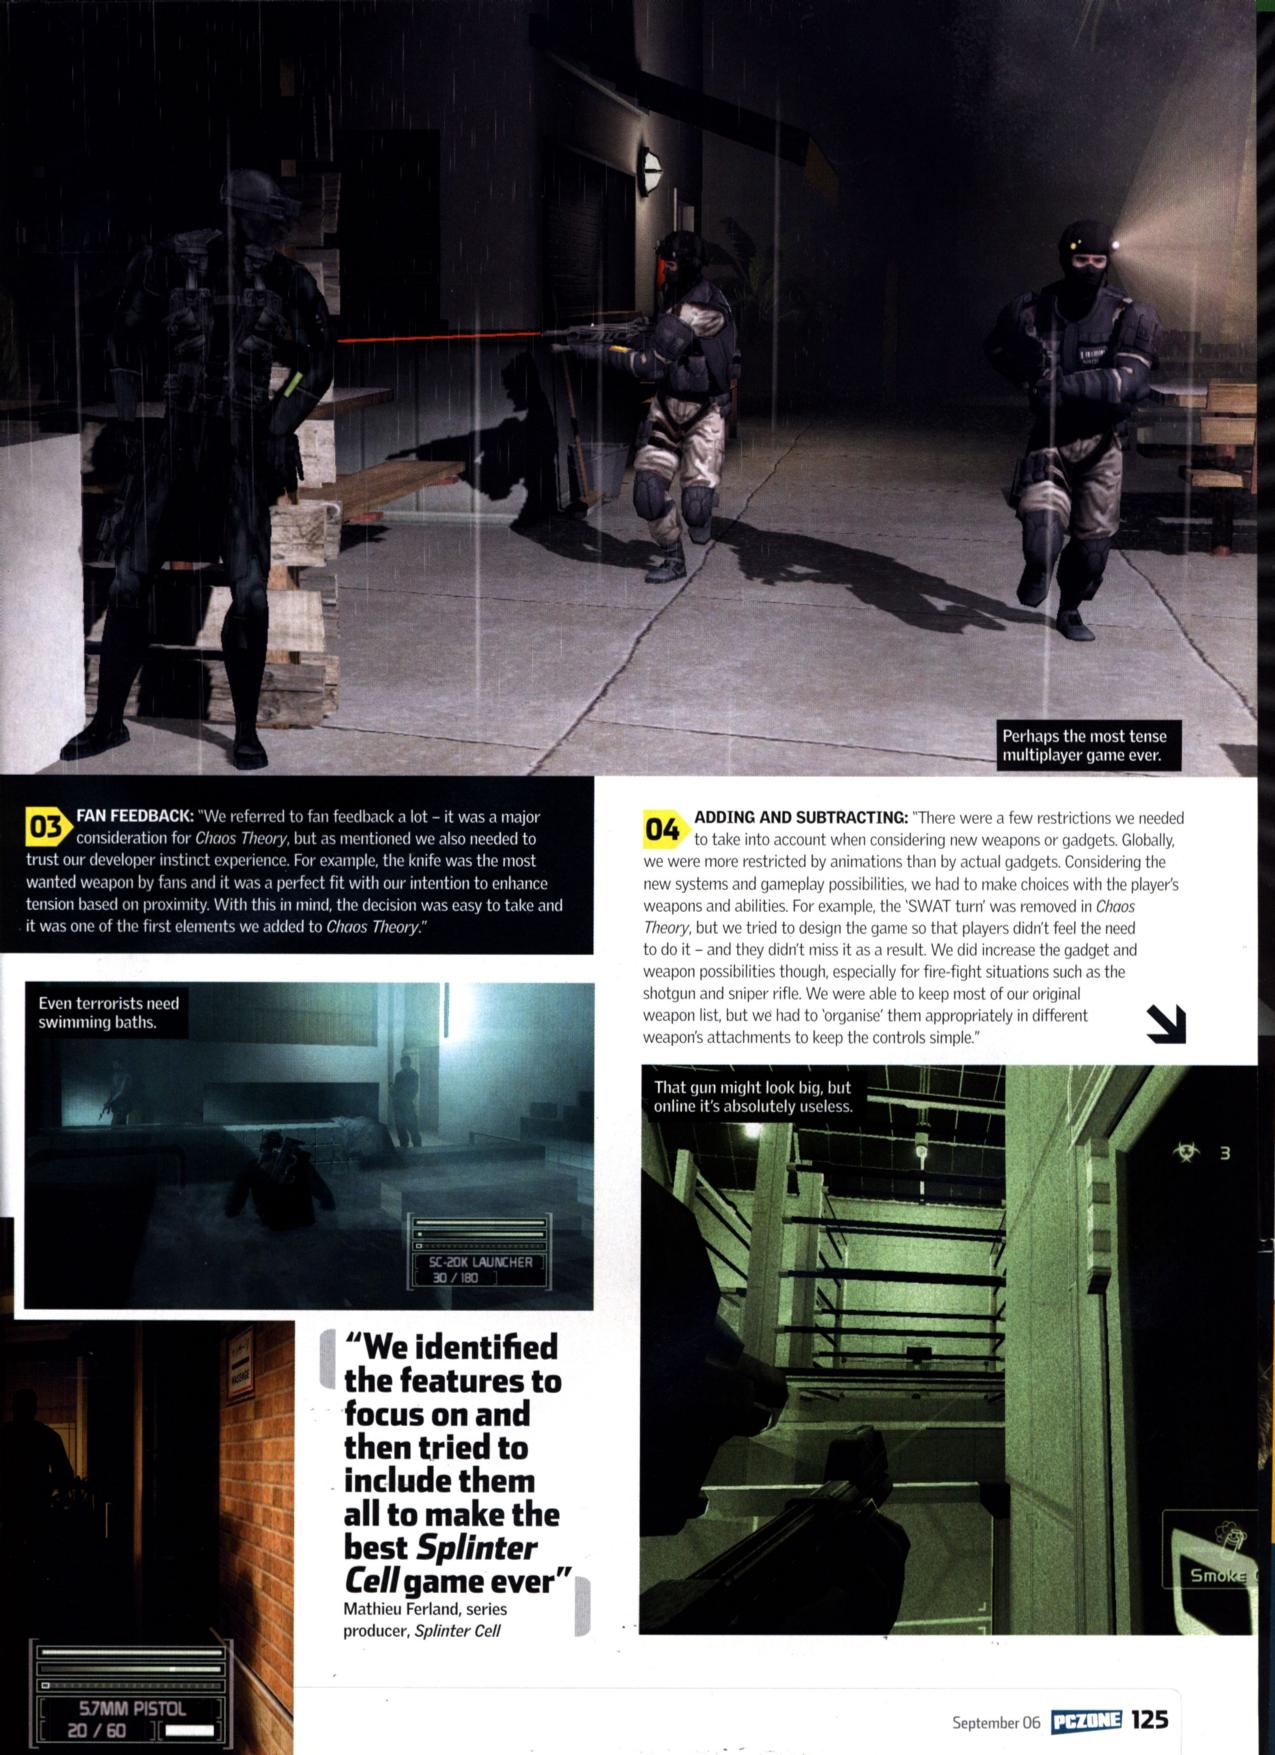 Perhaps the most tense
multiplayer game ever.
03 FAN FEEDBACK: “We referred to fan feedback a lot – it was a major
consideration for Chaos Theory, but as mentioned we also needed to
trust our developer instinct experience. For example, the knife was the most
wanted weapon by fans and it was a perfect fit with our intention to enhance
tension based on proximity. With this in mind, the decision was easy to take and
it was one of the first elements we added to Chaos Theory.”
Even terrorists need
swimming baths.
SC-20K LAUNCHER
30 / 180
“We identified
the features to
focus on and
then tried to
include them
all to make the
best Splinter
Cell game ever”
Mathieu Ferland, series
producer, Splinter Cell
MASSAGE
5.7MM PISTOL
20 / 60
04 ADDING AND SUBTRACTING: “There were a few restrictions we needed
to take into account when considering new weapons or gadgets. Globally,
we were more restricted by animations than by actual gadgets. Considering the
new systems and gameplay possibilities, we had to make choices with the player’s
weapons and abilities. For example, the ‘SWAT turn’ was removed in Chaos
Theory, but we tried to design the game so that players didn’t feel the need
to do it – and they didn’t miss it as a result. We did increase the gadget and
weapon possibilities though, especially for fire-fight situations such as the
shotgun and sniper rifle. We were able to keep most of our original
weapon list, but we had to ‘organise’ them appropriately in different
weapon’s attachments to keep the controls simple.”
That gun might look big, but
online it’s absolutely useless.
3
Smoke
September 06 PCZONE 125